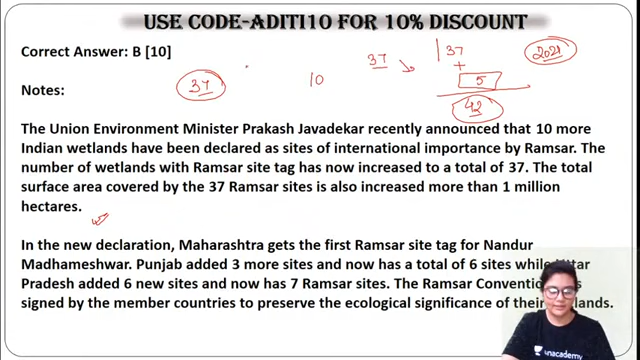 USE CODE-ADITI10 FOR 10% DISCOUNT
Correct Answer: B [10]
37
37
2021
37
10
+
5
Notes:
42
The Union Environment Minister Prakash Javadekar recently announced that 10 more
Indian wetlands have been declared as sites of international importance by Ramsar. The
number of wetlands with Ramsar site tag has now increased to a total of 37. The total
surface area covered by the 37 Ramsar sites is also increased more than 1 million
hectares.
In the new declaration, Maharashtra gets the first Ramsar site tag for Nandur
Madhameshwar. Punjab added 3 more sites and now has a total of 6 sites while
Pradesh added 6 new sites and now has 7 Ramsar sites. The Ramsar Convention
signed by the member countries to preserve the ecological significance of their
unacademy